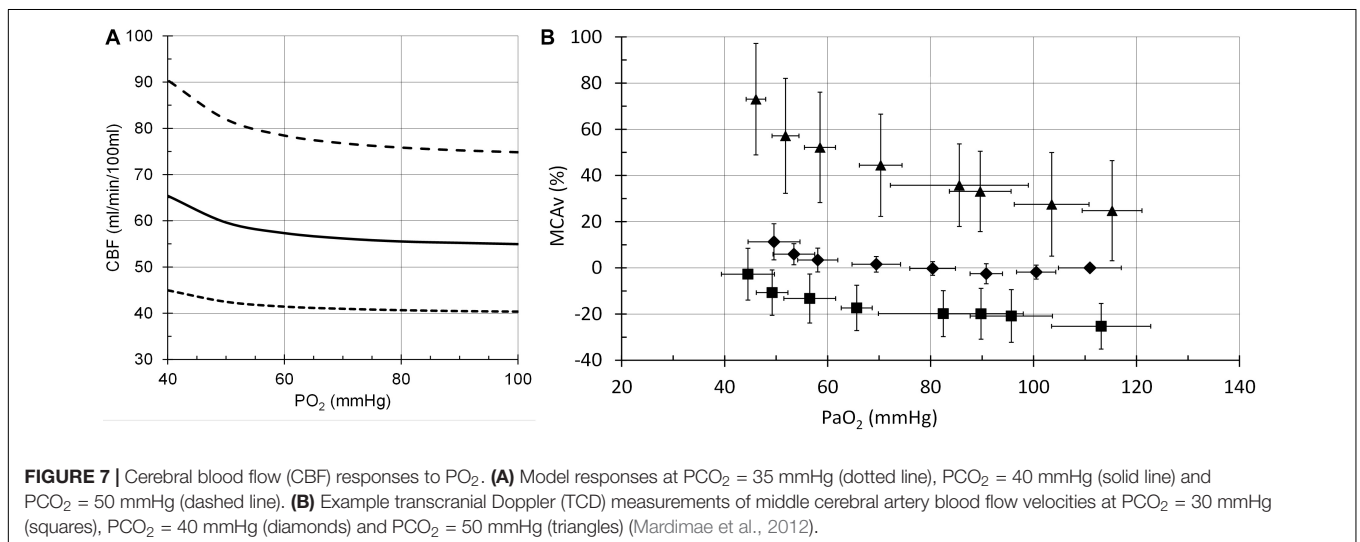 A
100
90
80
70
60
50
40
30
CBF (ml/min/100ml)
40 60 80 100
PO₂ (mmHg)
B
100
80
60
40
20
0
-20
-40
MCAv (%)
20 40 60 80 100 120 140
PaO₂ (mmHg)
FIGURE 7 | Cerebral blood flow (CBF) responses to PO₂. (A) Model responses at PCO₂ = 35 mmHg (dotted line), PCO₂ = 40 mmHg (solid line) and
PCO₂ = 50 mmHg (dashed line). (B) Example transcranial Doppler (TCD) measurements of middle cerebral artery blood flow velocities at PCO₂ = 30 mmHg
(squares), PCO₂ = 40 mmHg (diamonds) and PCO₂ = 50 mmHg (triangles) (Mardimae et al., 2012).